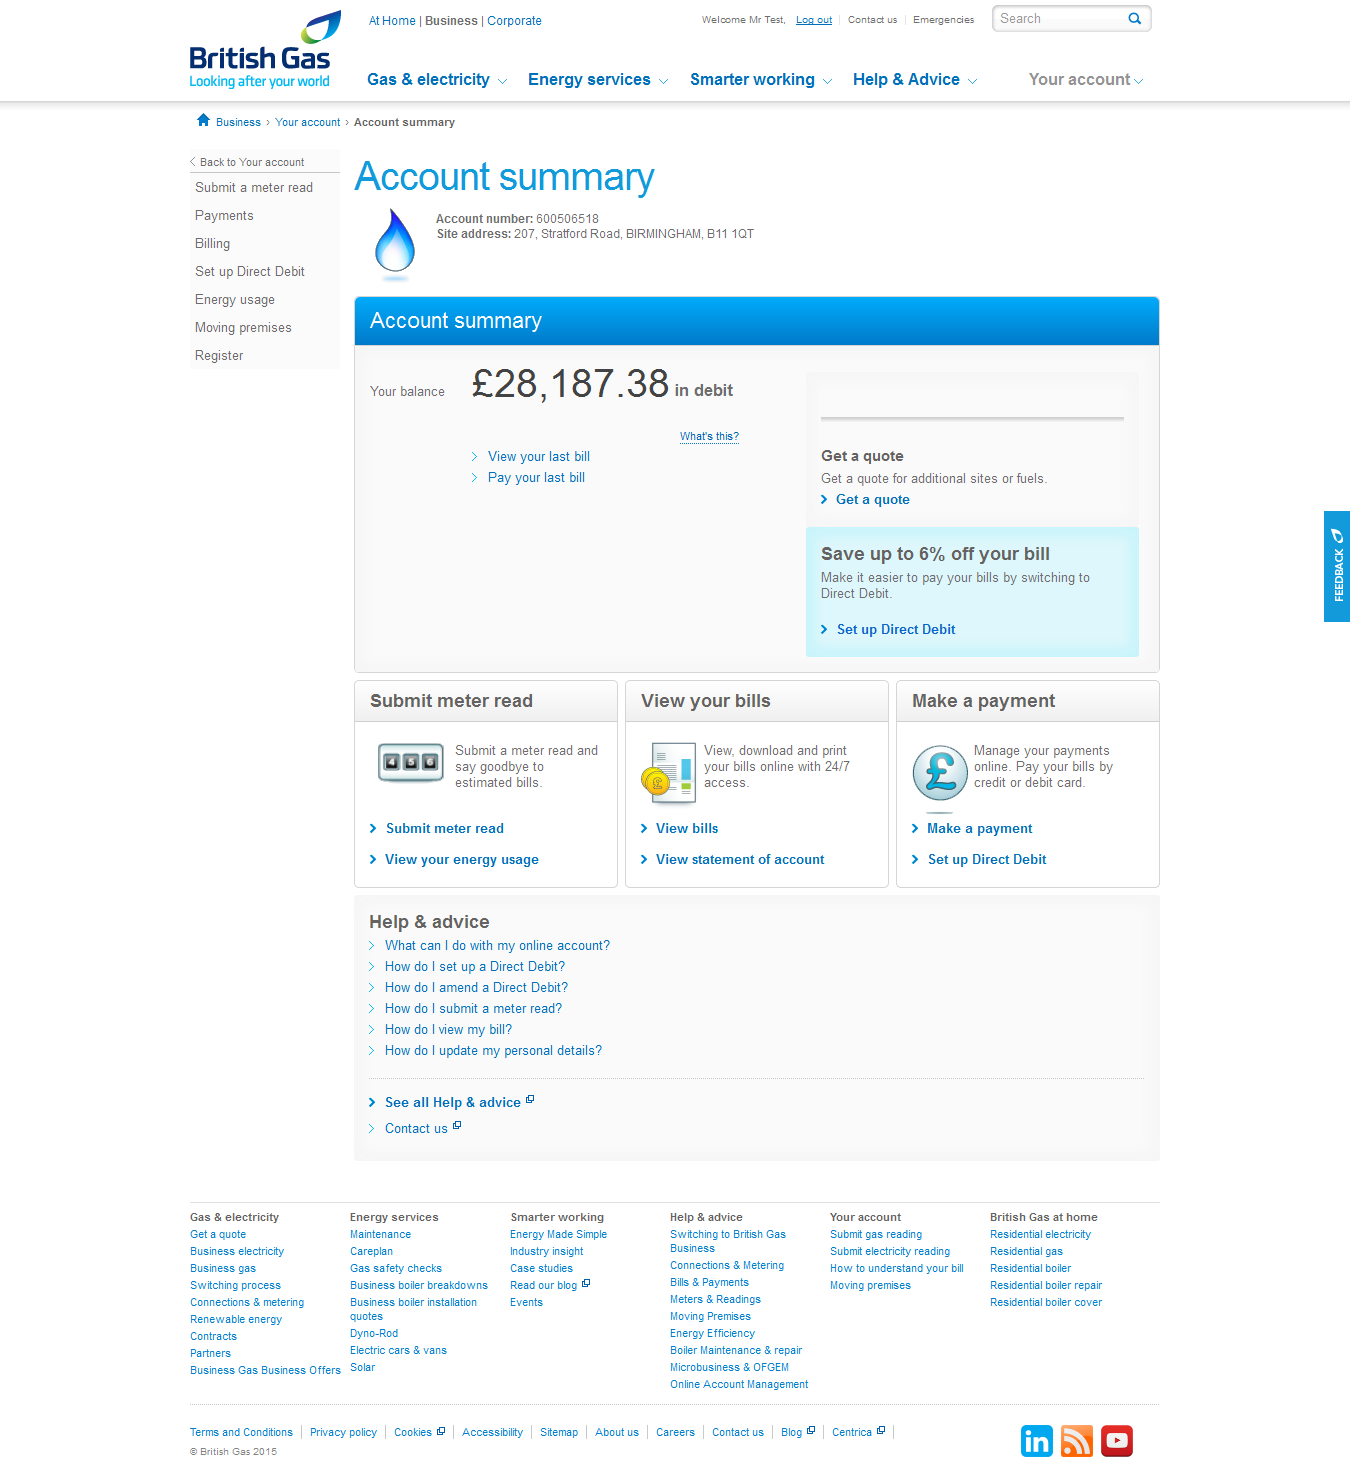 At Home | Business | Corporate
Welcome Mr Test, Log out Contact us Emergencies
Search
British Gas
Looking after your world
Gas & electricity Energy services Smarter working Help & Advice Your account
Business › Your account › Account summary
Back to Your account
Submit a meter read
Payments
Billing
Set up Direct Debit
Energy usage
Moving premises
Register
Account summary
Account number: 600506518
Site address: 207, Stratford Road, BIRMINGHAM, B11 1QT
Account summary
Your balance £28,187.38 in debit
What's this?
View your last bill
Pay your last bill
Get a quote
Get a quote for additional sites or fuels.
Get a quote
Save up to 6% off your bill
Make it easier to pay your bills by switching to
Direct Debit.
Set up Direct Debit
FEEDBACK
Submit meter read
4 5 6
Submit a meter read and
say goodbye to
estimated bills.
Submit meter read
View your energy usage
View your bills
£
View, download and print
your bills online with 24/7
access.
View bills
View statement of account
Make a payment
£
Manage your payments
online. Pay your bills by
credit or debit card.
Make a payment
Set up Direct Debit
Help & advice
What can I do with my online account?
How do I set up a Direct Debit?
How do I amend a Direct Debit?
How do I submit a meter read?
How do I view my bill?
How do I update my personal details?
See all Help & advice
Contact us
Gas & electricity
Get a quote
Business electricity
Business gas
Switching process
Connections & metering
Renewable energy
Contracts
Partners
Business Gas Business Offers
Energy services
Maintenance
Careplan
Gas safety checks
Business boiler breakdowns
Business boiler installation
quotes
Dyno-Rod
Electric cars & vans
Solar
Smarter working
Energy Made Simple
Industry insight
Case studies
Read our blog
Events
Help & advice
Switching to British Gas
Business
Connections & Metering
Bills & Payments
Meters & Readings
Moving Premises
Energy Efficiency
Boiler Maintenance & repair
Microbusiness & OFGEM
Online Account Management
Your account
Submit gas reading
Submit electricity reading
How to understand your bill
Moving premises
British Gas at home
Residential electricity
Residential gas
Residential boiler
Residential boiler repair
Residential boiler cover
Terms and Conditions Privacy policy Cookies Accessibility Sitemap About us Careers Contact us Blog Centrica
in
© British Gas 2015